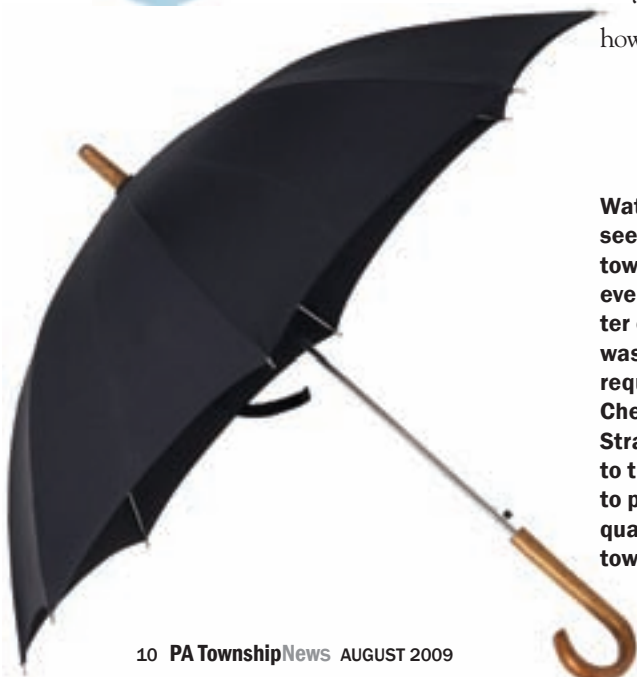 how
Wat
see
tow
eve
ter
was
requ
Che
Stra
to t
to p
qua
tow
10 PA TownshipNews AUGUST 2009